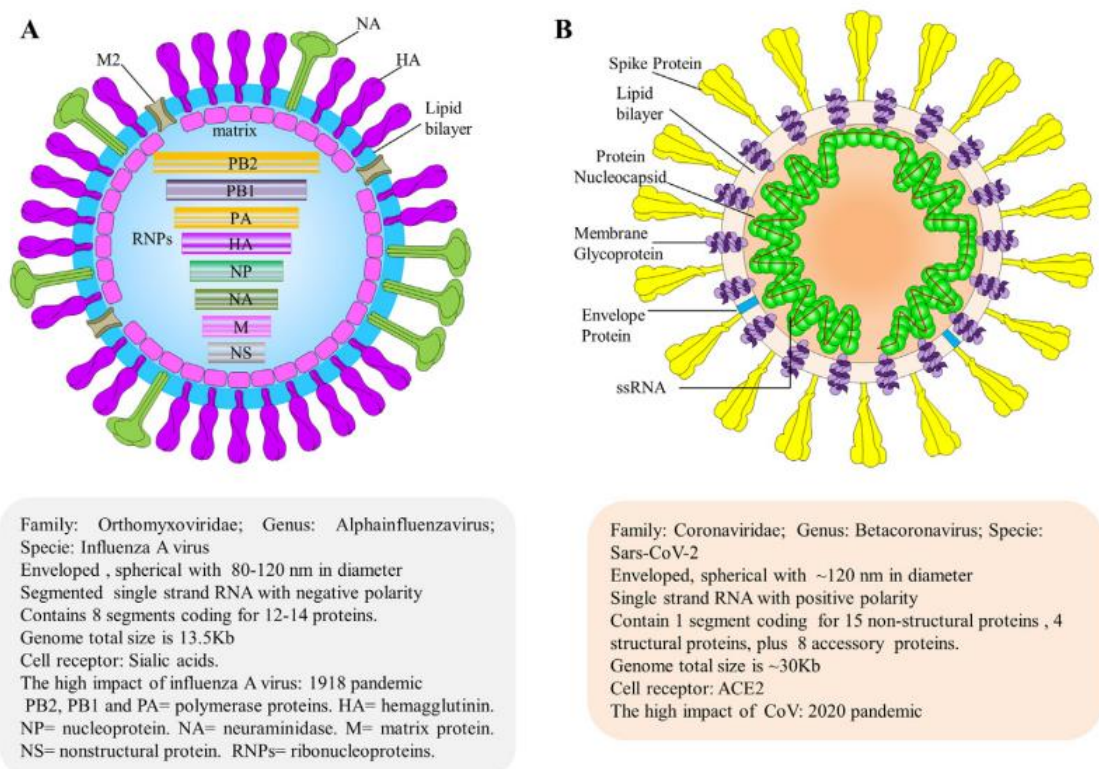 A
NA
M2
HA
Lipid
bilayer
matrix
PB2
PB1
PA
RNPs
HA
NP
NA
M
NS
B
Spike Protein
Lipid
bilayer
Protein
Nucleocapsid
Membrane
Glycoprotein
Envelope
Protein
ssRNA
Family: Orthomyxoviridae; Genus: Alphainfluenzavirus;
Specie: Influenza A virus
Enveloped , spherical with 80-120 nm in diameter
Segmented single strand RNA with negative polarity
Contains 8 segments coding for 12-14 proteins.
Genome total size is 13.5Kb
Cell receptor: Sialic acids.
The high impact of influenza A virus: 1918 pandemic
PB2, PB1 and PA= polymerase proteins. HA= hemagglutinin.
NP= nucleoprotein. NA= neuraminidase. M= matrix protein.
NS= nonstructural protein. RNPs= ribonucleoproteins.
Family: Coronaviridae; Genus: Betacoronavirus; Specie:
Sars-CoV-2
Enveloped, spherical with ~120 nm in diameter
Single strand RNA with positive polarity
Contain 1 segment coding for 15 non-structural proteins , 4
structural proteins, plus 8 accessory proteins.
Genome total size is ~30Kb
Cell receptor: ACE2
The high impact of CoV: 2020 pandemic